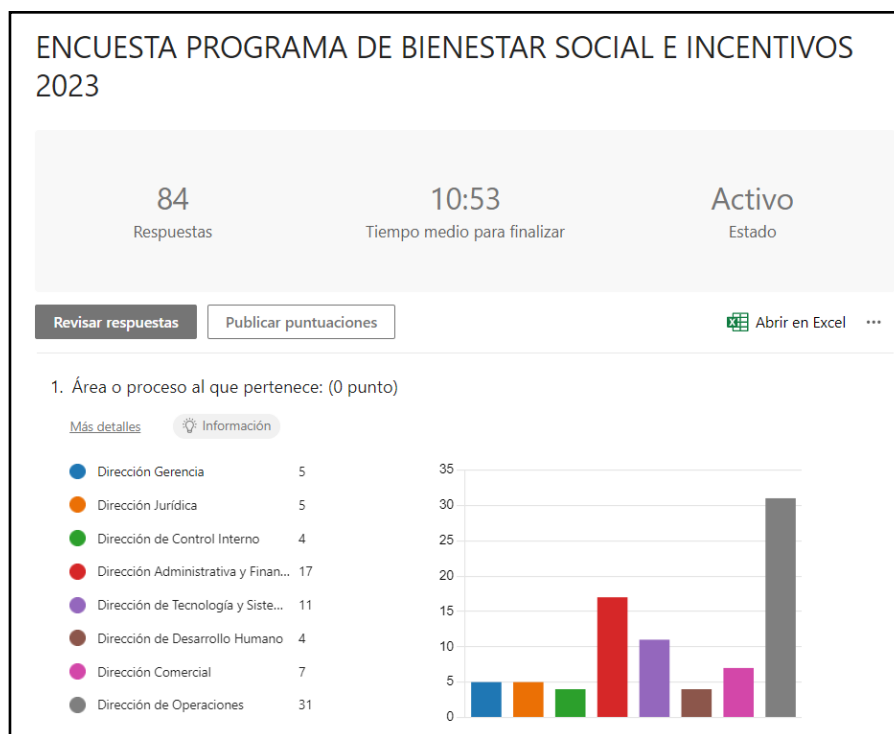 ENCUESTA PROGRAMA DE BIENESTAR SOCIAL E INCENTIVOS
2023
84
Respuestas
10:53
Tiempo medio para finalizar
Activo
Estado
Revisar respuestas
Publicar puntuaciones
Abrir en Excel
1. Área o proceso al que pertenece: (0 punto)
Más detalles
Información
Dirección Gerencia 5
Dirección Jurídica 5
Dirección de Control Interno 4
Dirección Administrativa y Finan... 17
Dirección de Tecnología y Siste... 11
Dirección de Desarrollo Humano 4
Dirección Comercial 7
Dirección de Operaciones 31
35
30
25
20
15
10
5
0